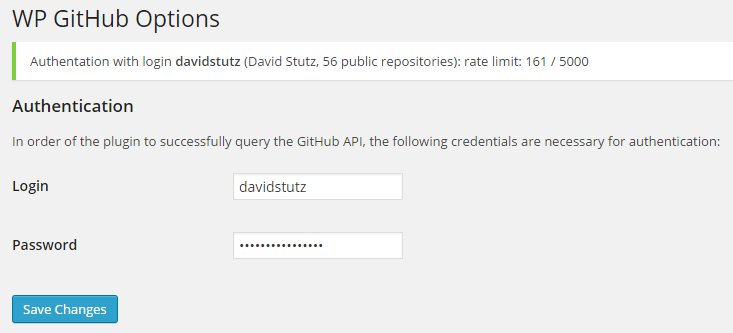 WP GitHub Options
Authentation with login davidstutz (David Stutz, 56 public repositories): rate limit: 161 / 5000
Authentication
In order of the plugin to successfully query the GitHub API, the following credentials are necessary for authentication:
Login davidstutz
Password ••••••••••••••••
Save Changes